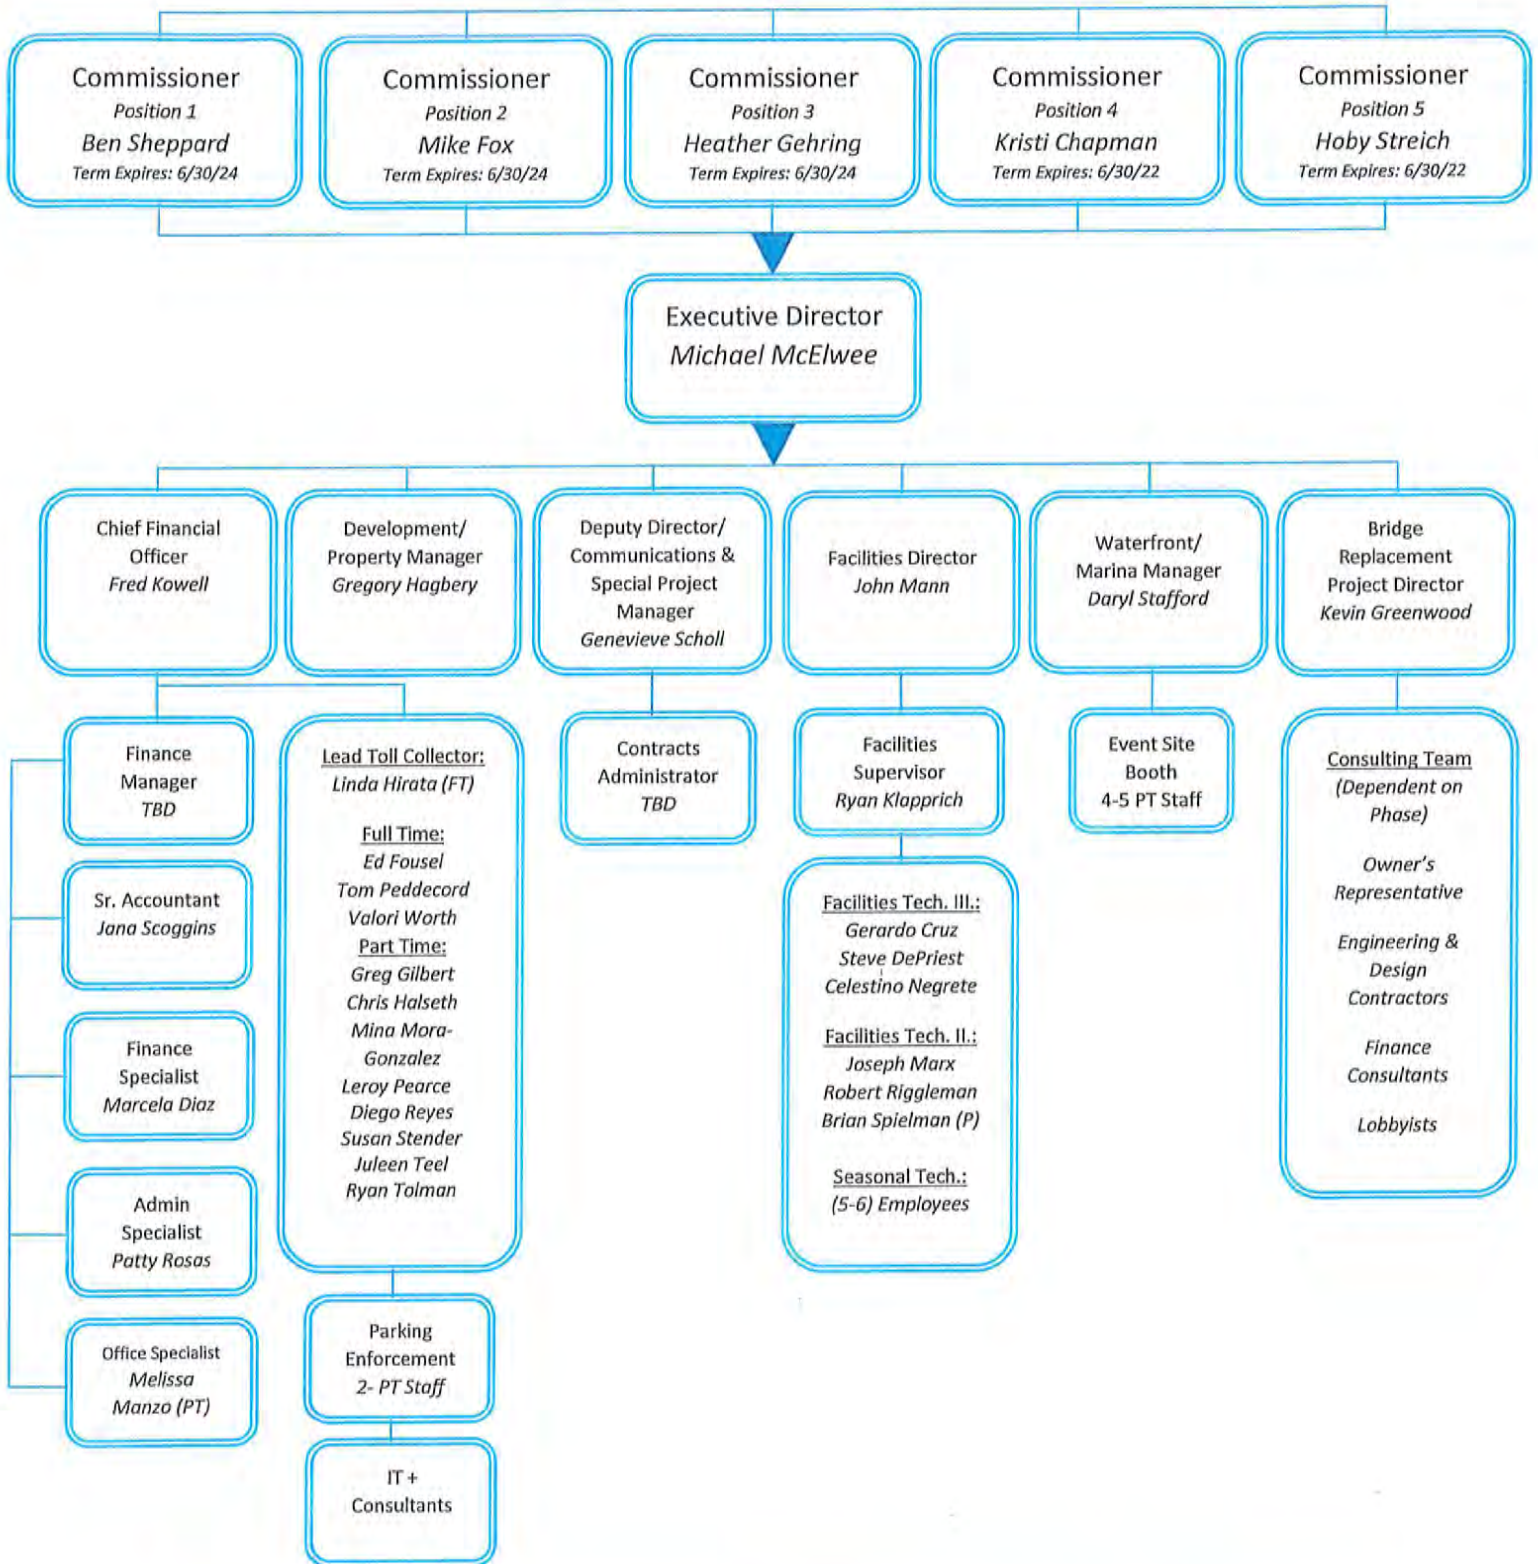 Commissioner
Position 1
Ben Sheppard
Term Expires: 6/30/24
Commissioner
Position 2
Mike Fox
Term Expires: 6/30/24
Commissioner
Position 3
Heather Gehring
Term Expires: 6/30/24
Commissioner
Position 4
Kristi Chapman
Term Expires: 6/30/22
Commissioner
Position 5
Hoby Streich
Term Expires: 6/30/22
Executive Director
Michael McElwee
Chief Financial
Officer
Fred Kowell
Development/
Property Manager
Gregory Hagbery
Deputy Director/
Communications &
Special Project
Manager
Genevieve Scholl
Facilities Director
John Mann
Waterfront/
Marina Manager
Daryl Stafford
Bridge
Replacement
Project Director
Kevin Greenwood
Finance
Manager
TBD
Sr. Accountant
Jana Scoggins
Finance
Specialist
Marcela Diaz
Admin
Specialist
Patty Rosas
Office Specialist
Melissa
Manzo (PT)
Lead Toll Collector:
Linda Hirata (FT)
Full Time:
Ed Fousel
Tom Peddecord
Valori Worth
Part Time:
Greg Gilbert
Chris Halseth
Mina Mora-
Gonzalez
Leroy Pearce
Diego Reyes
Susan Stender
Juleen Teel
Ryan Tolman
Parking
Enforcement
2- PT Staff
IT +
Consultants
Contracts
Administrator
TBD
Facilities
Supervisor
Ryan Klapprich
Facilities Tech. III.:
Gerardo Cruz
Steve DePriest
Celestino Negrete
Facilities Tech. II.:
Joseph Marx
Robert Riggleman
Brian Spielman (P)
Seasonal Tech.:
(5-6) Employees
Event Site
Booth
4-5 PT Staff
Consulting Team
(Dependent on
Phase)
Owner's
Representative
Engineering &
Design
Contractors
Finance
Consultants
Lobbyists